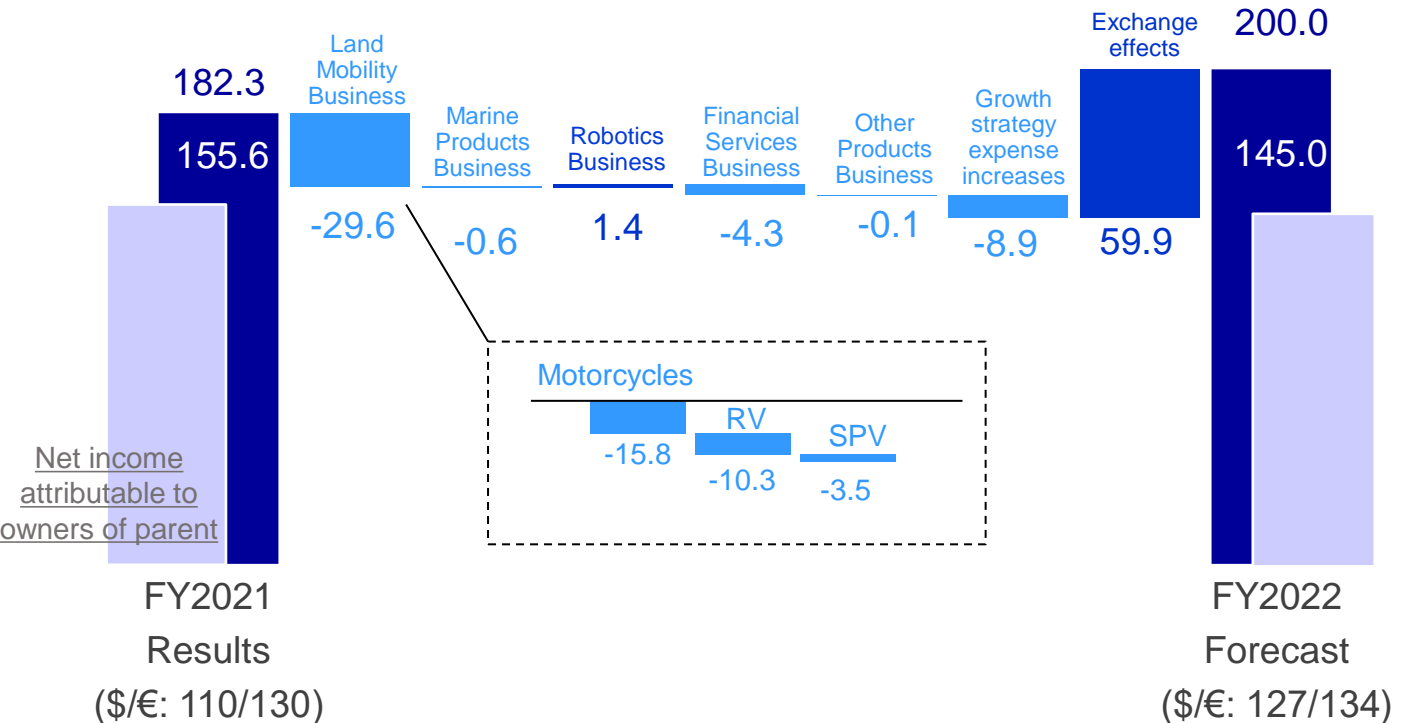 182.3
155.6
Land
Mobility
Business
-29.6
Marine
Products
Business
-0.6
Robotics
Business
1.4
Financial
Services
Business
-4.3
Other
Products
Business
-0.1
Growth
strategy
expense
increases
-8.9
Exchange
effects
59.9
200.0
145.0
Motorcycles
-15.8
RV
-10.3
SPV
-3.5
Net income
attributable to
owners of parent
FY2021
Results
($/€: 110/130)
FY2022
Forecast
($/€: 127/134)